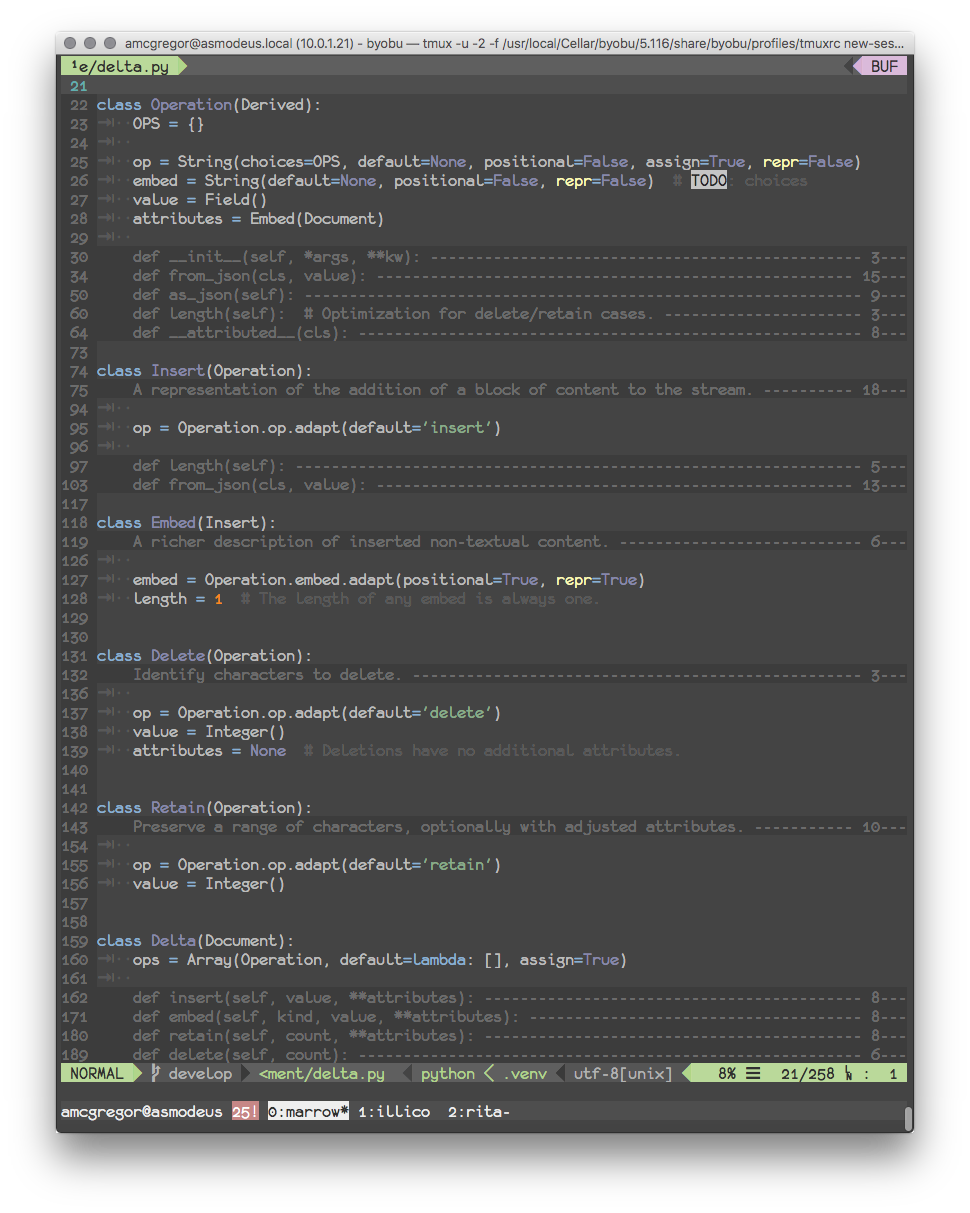 amcgregor@asmodeus.local (10.0.1.21) - byobu — tmux -u -2 -f /usr/local/Cellar/byobu/5.116/share/byobu/profiles/tmuxrc new-ses...
¹e/delta.py BUF
21
22 class Operation(Derived):
23 OPS = {}
24
25 op = String(choices=OPS, default=None, positional=False, assign=True, repr=False)
26 embed = String(default=None, positional=False, repr=False)  # TODO: choices
27 value = Field()
28 attributes = Embed(Document)
29
30 def __init__(self, *args, **kw): ------------------------------------------------ 3---
34 def from_json(cls, value): ------------------------------------------------------ 15---
50 def as_json(self): -------------------------------------------------------------- 9---
60 def length(self):  # Optimization for delete/retain cases. ---------------------- 3---
64 def __attributed__(cls): -------------------------------------------------------- 8---
73
74 class Insert(Operation):
75 A representation of the addition of a block of content to the stream. ---------- 18---
94
95 op = Operation.op.adapt(default='insert')
96
97 def length(self): --------------------------------------------------------------- 5---
103 def from_json(cls, value): ------------------------------------------------------ 13---
117
118 class Embed(Insert):
119 A richer description of inserted non-textual content. --------------------------- 6---
126
127 embed = Operation.embed.adapt(positional=True, repr=True)
128 length = 1  # The length of any embed is always one.
129
130
131 class Delete(Operation):
132 Identify characters to delete. -------------------------------------------------- 3---
136
137 op = Operation.op.adapt(default='delete')
138 value = Integer()
139 attributes = None  # Deletions have no additional attributes.
140
141
142 class Retain(Operation):
143 Preserve a range of characters, optionally with adjusted attributes. ----------- 10---
154
155 op = Operation.op.adapt(default='retain')
156 value = Integer()
157
158
159 class Delta(Document):
160 ops = Array(Operation, default=lambda: [], assign=True)
161
162 def insert(self, value, **attributes): ------------------------------------------ 8---
171 def embed(self, kind, value, **attributes): ------------------------------------- 8---
180 def retain(self, count, **attributes): ------------------------------------------ 8---
189 def delete(self, count): -------------------------------------------------------- 6---
NORMAL develop <ment/delta.py python .venv utf-8[unix] 8% ☰ 21/258 ㏑ : 1
amcgregor@asmodeus 25! 0:marrow* 1:illico 2:rita-